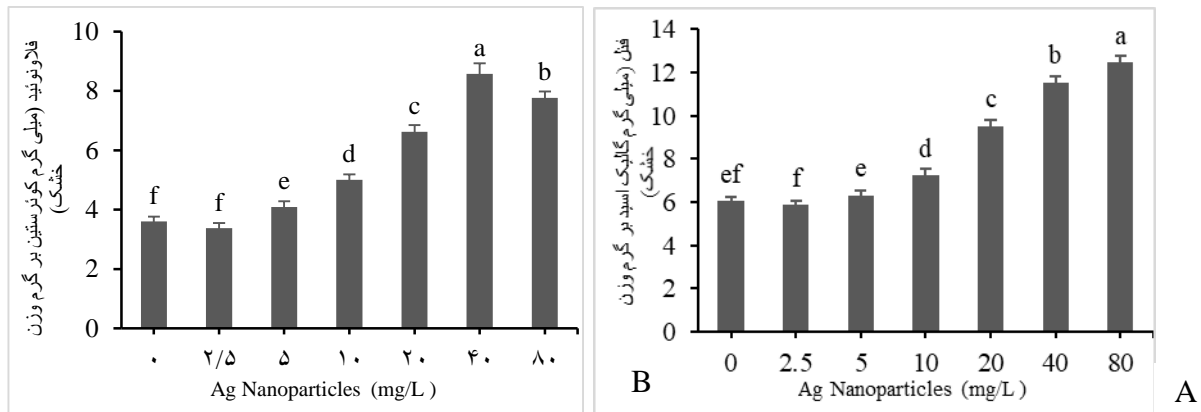 فلاونوئید (میلی گرم کوئرستین بر گرم وزن
خشک)
10
8
6
4
2
0
f
f
e
d
c
a
b
۰ ۲/۵ ۵ ۱۰ ۲۰ ۴۰ ۸۰
Ag Nanoparticles (mg/L )
B
فنل (میلی گرم گالیک اسید بر گرم وزن
خشک)
14
12
10
8
6
4
2
0
ef
f
e
d
c
b
a
0 2.5 5 10 20 40 80
Ag Nanoparticles (mg/L )
A